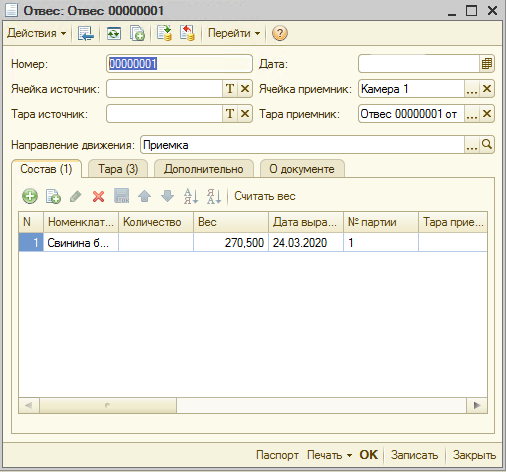 Отвес: Отвес 00000001
Действия Перейти ?
Номер: 00000001 Дата:
Ячейка источник: T Ячейка приемник: Камера 1 ...
Тара источник: T Тара приемник: Отвес 00000001 от ...
Направление движения: Приемка ...
Состав (1) Тара (3) Дополнительно О документе
Считать вес
N Номенклат... Количество Вес Дата выра... № партии Тара прие...
1 Свинина б... 270,500 24.03.2020 1
Паспорт Печать OK Записать Закрыть